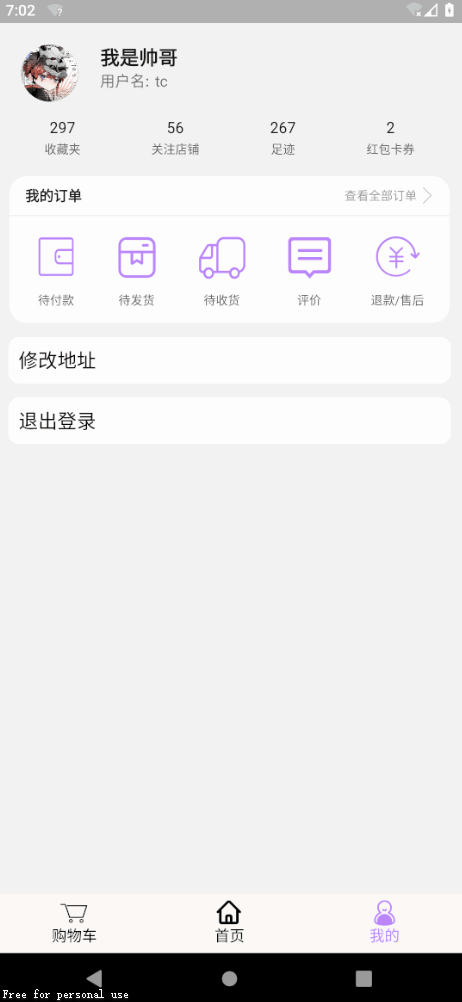 7:02
我是帅哥
用户名: tc
297 56 267 2
收藏夹 关注店铺 足迹 红包卡券
我的订单 查看全部订单
待付款 待发货 待收货 评价 退款/售后
修改地址
退出登录
购物车 首页 我的
Free for personal use